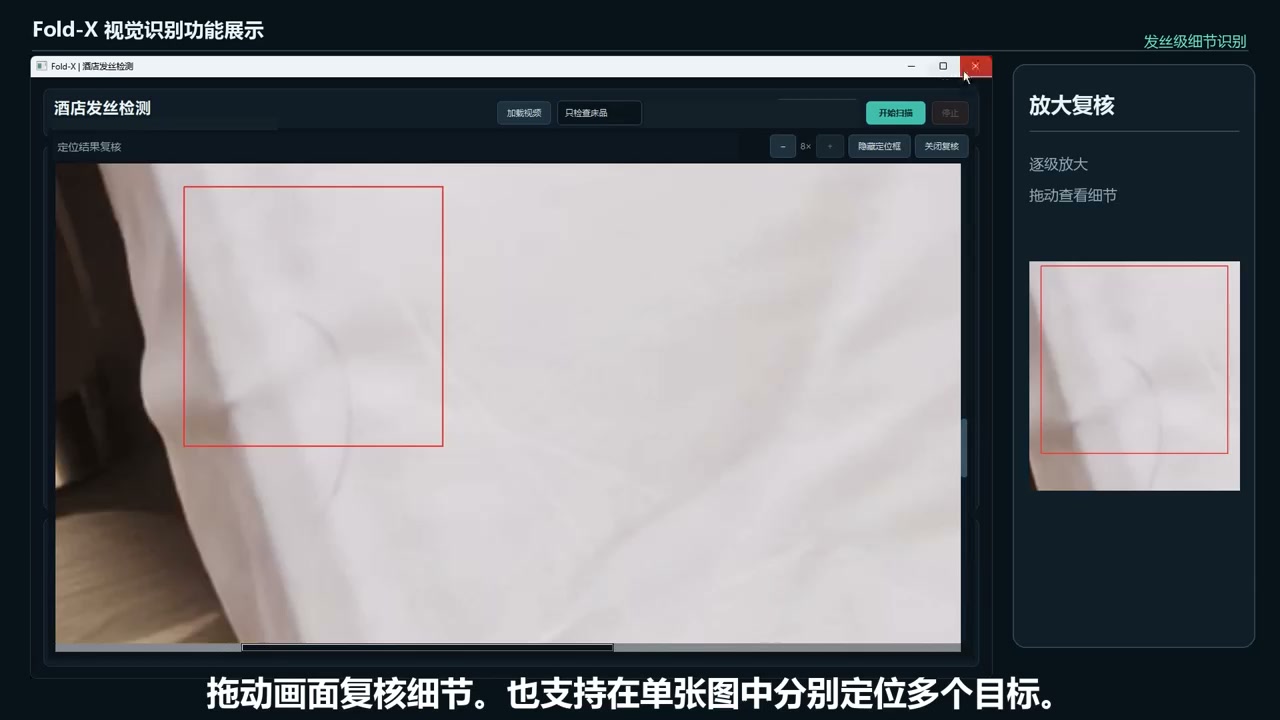 Fold-X 视觉识别功能展示
发丝级细节识别
Fold-X | 酒店发丝检测
酒店发丝检测
加载视频
只检查床品
开始扫描
停止
定位结果复核
−
8×
+
隐藏定位框
关闭复核
放大复核
逐级放大
拖动查看细节
拖动画面复核细节。也支持在单张图中分别定位多个目标。